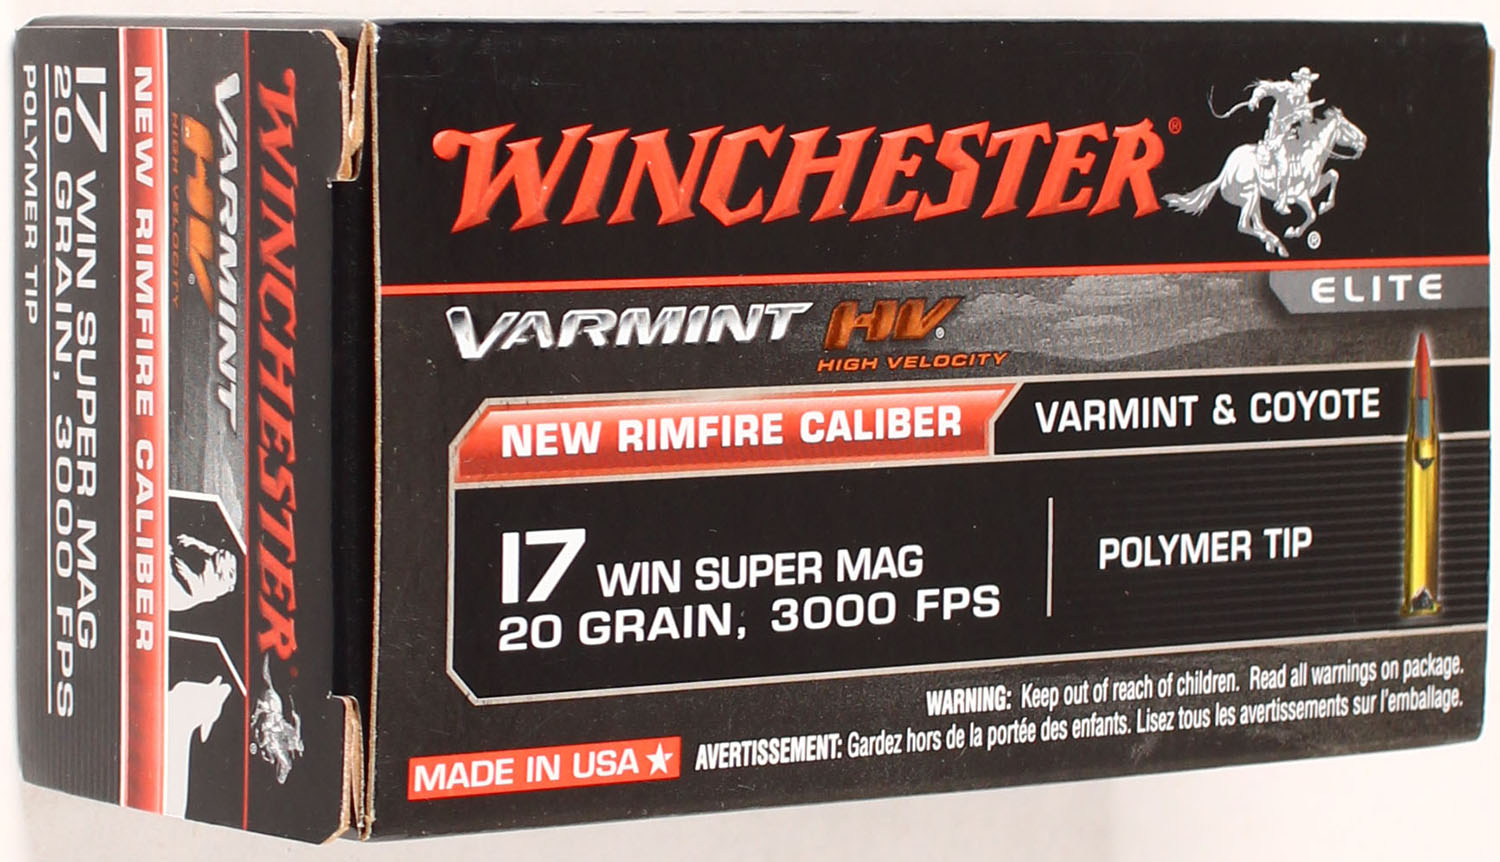 WINCHESTER®
®
ELITE
VARMINT HV®
HIGH VELOCITY
NEW RIMFIRE CALIBER
VARMINT & COYOTE
17 WIN SUPER MAG
20 GRAIN, 3000 FPS
POLYMER TIP
WARNING: Keep out of reach of children. Read all warnings on package.
AVERTISSEMENT: Gardez hors de la portée des enfants. Lisez tous les avertissements sur l'emballage.
MADE IN USA
WINCHESTER®
®
VARMINT
HV®
HIGH VELOCITY
NEW RIMFIRE CALIBER
17 WIN SUPER MAG
20 GRAIN, 3000 FPS
POLYMER TIP